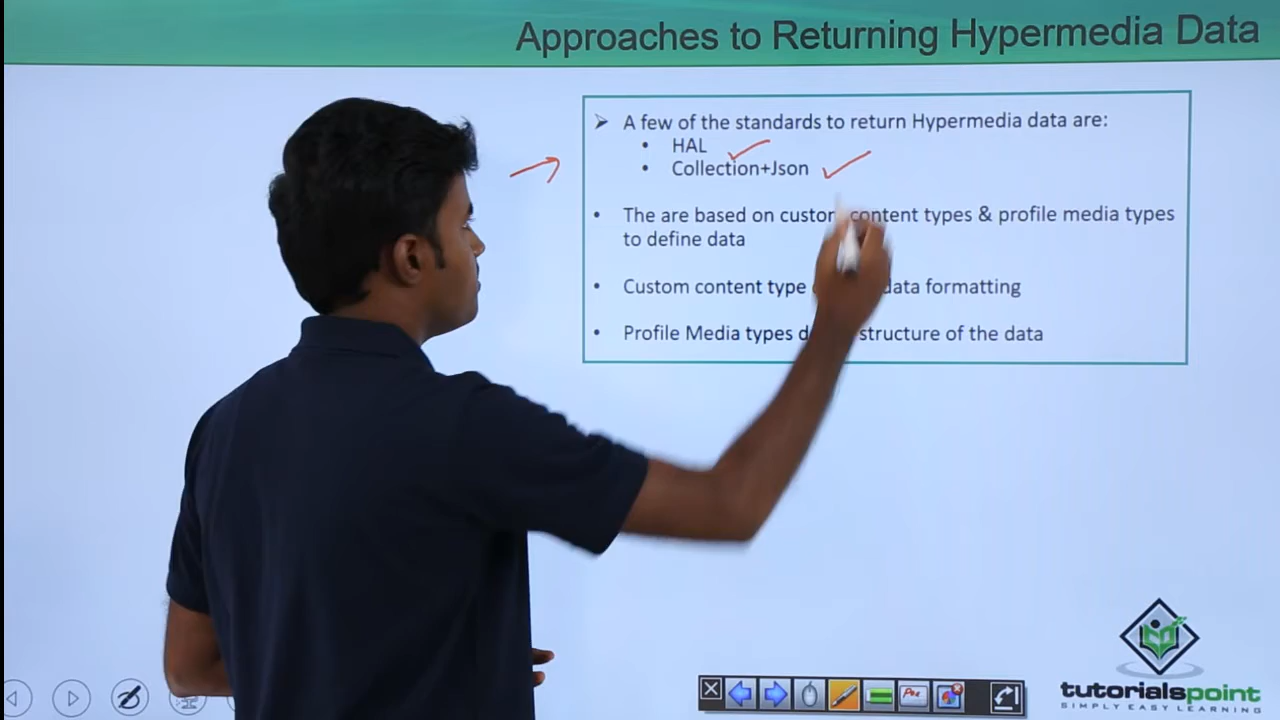 Approaches to Returning Hypermedia Data
➢ A few of the standards to return Hypermedia data are:
• HAL
• Collection+Json
• The are based on custom content types & profile media types
to define data
• Custom content type data formatting
• Profile Media types structure of the data
Pen
tutorialspoint
SIMPLY EASY LEARNING